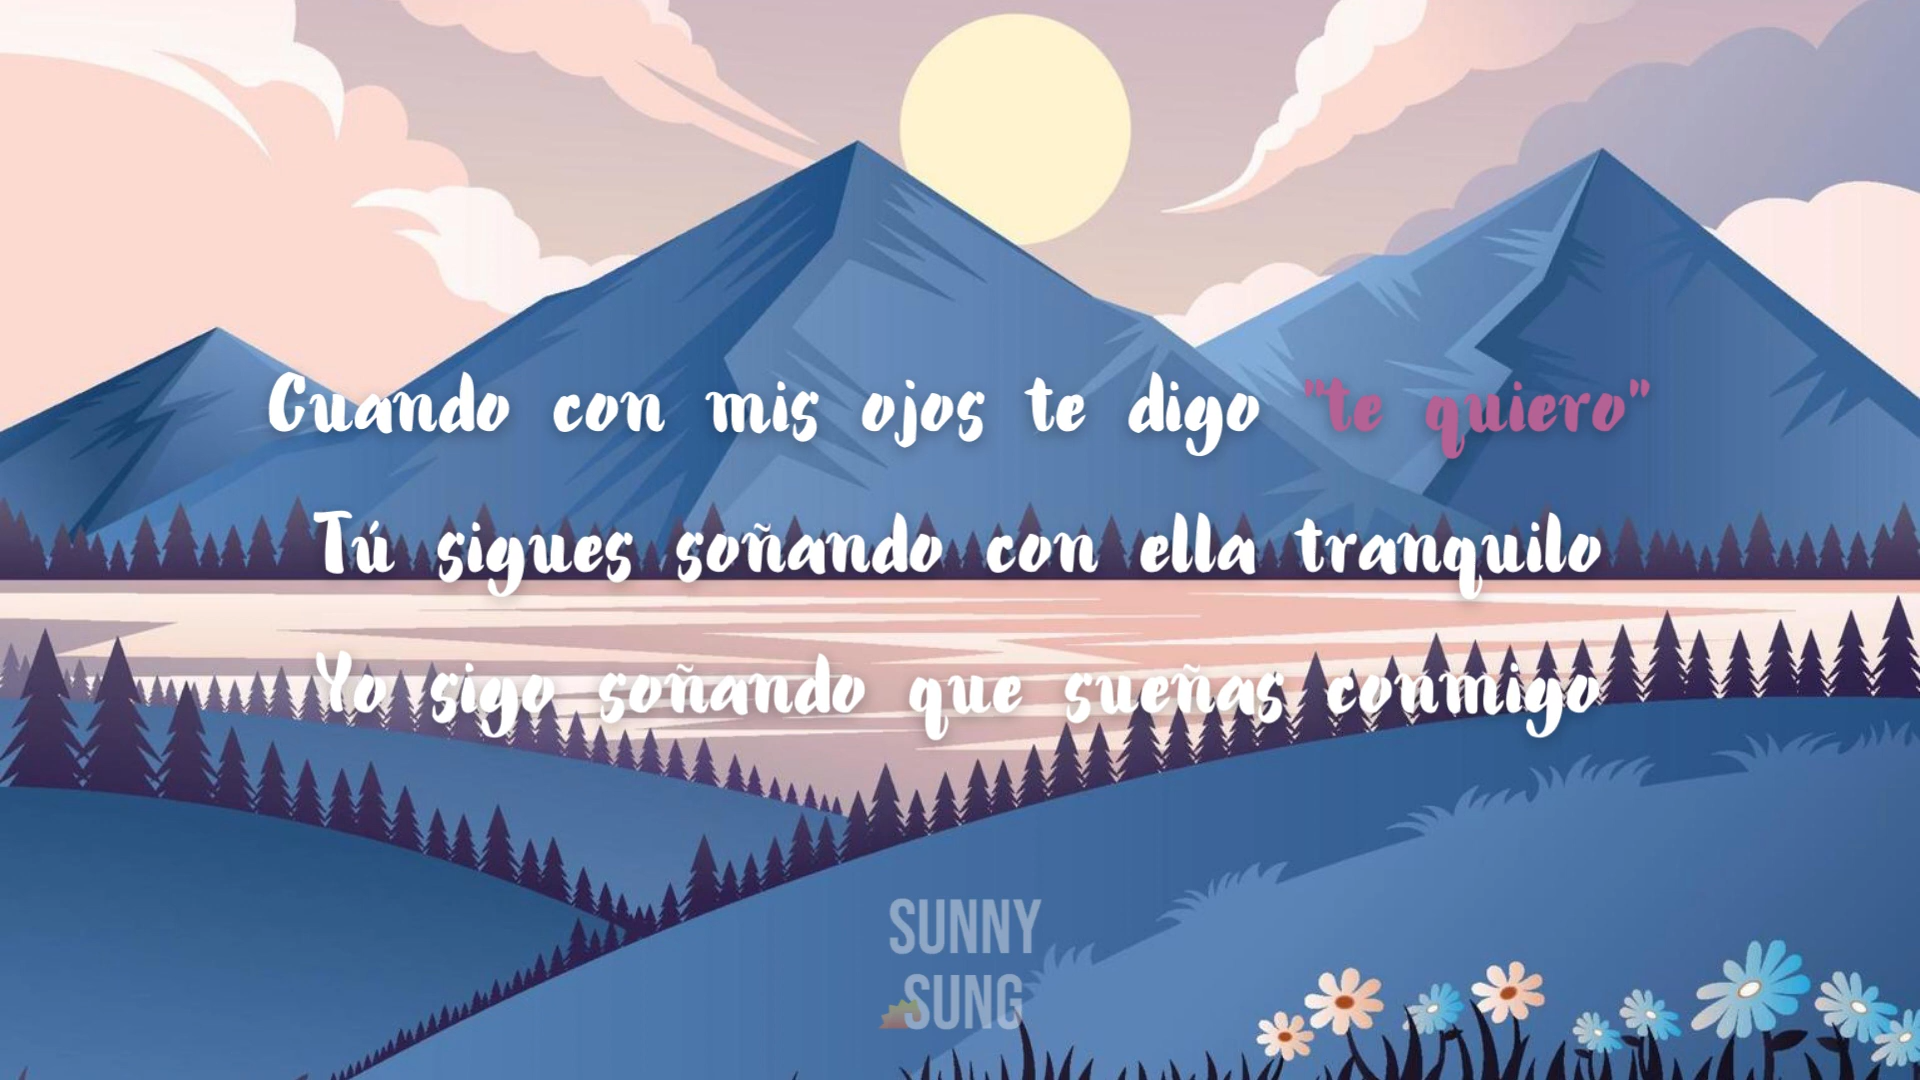 Cuando con mis ojos te digo "te quiero"
Tú sigues soñando con ella tranquilo
Yo sigo soñando que sueñas conmigo
SUNNY
SUNG